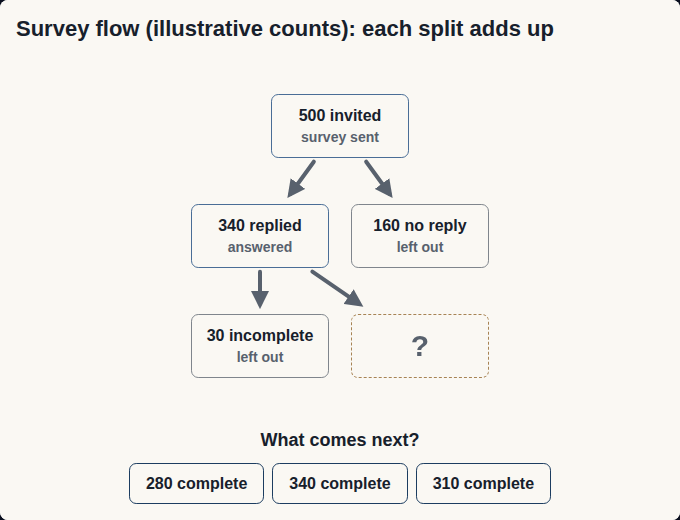 Survey flow (illustrative counts): each split adds up
500 invited
survey sent
340 replied
answered
160 no reply
left out
30 incomplete
left out
?
What comes next?
280 complete
340 complete
310 complete